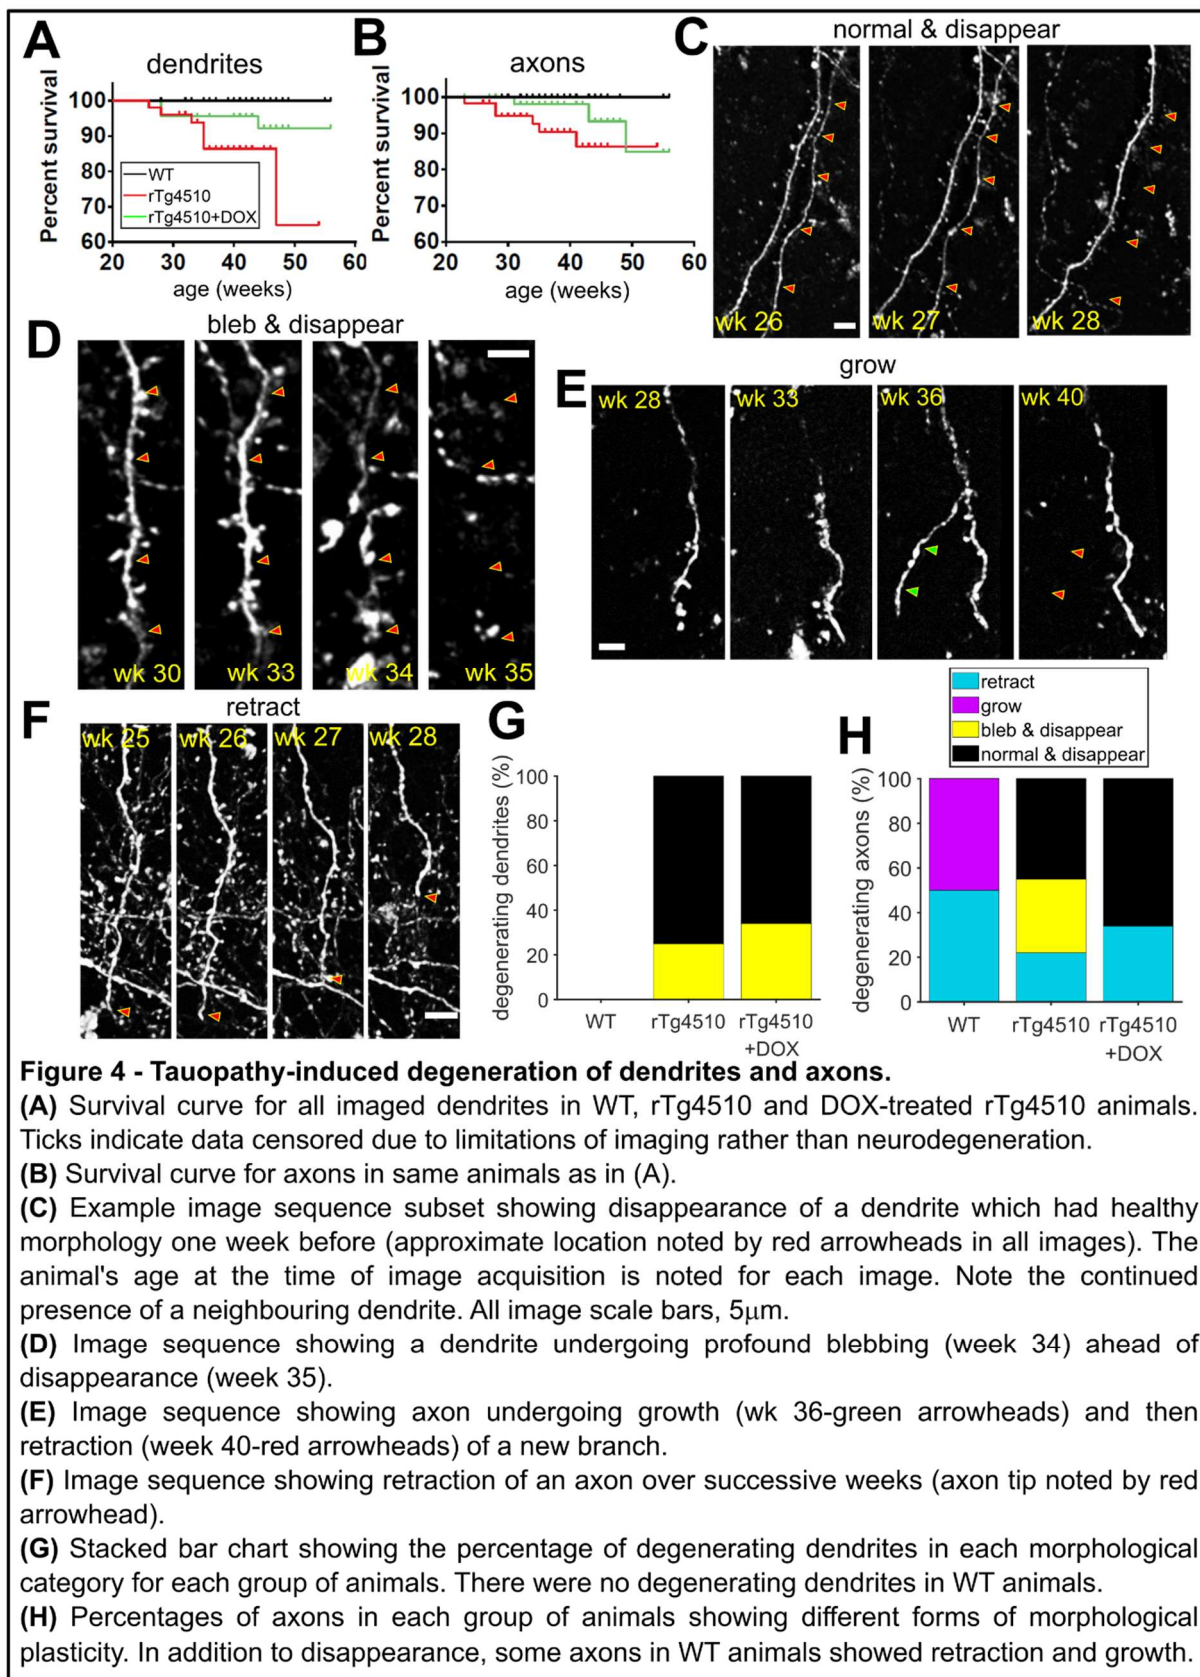 A
dendrites
Percent survival
100
90
80
70
60
WT
rTg4510
rTg4510+DOX
20 30 40 50 60
age (weeks)
B
axons
Percent survival
100
90
80
70
60
20 30 40 50 60
age (weeks)
C
normal & disappear
wk 26
wk 27
wk 28
D
bleb & disappear
wk 30
wk 33
wk 34
wk 35
E
grow
wk 28
wk 33
wk 36
wk 40
F
retract
wk 25
wk 26
wk 27
wk 28
G
degenerating dendrites (%)
100
80
60
40
20
0
WT
rTg4510
rTg4510
+DOX
retract
grow
bleb & disappear
normal & disappear
H
degenerating axons (%)
100
80
60
40
20
0
WT
rTg4510
rTg4510
+DOX
Figure 4 - Tauopathy-induced degeneration of dendrites and axons.
(A) Survival curve for all imaged dendrites in WT, rTg4510 and DOX-treated rTg4510 animals.
Ticks indicate data censored due to limitations of imaging rather than neurodegeneration.
(B) Survival curve for axons in same animals as in (A).
(C) Example image sequence subset showing disappearance of a dendrite which had healthy
morphology one week before (approximate location noted by red arrowheads in all images). The
animal's age at the time of image acquisition is noted for each image. Note the continued
presence of a neighbouring dendrite. All image scale bars, 5μm.
(D) Image sequence showing a dendrite undergoing profound blebbing (week 34) ahead of
disappearance (week 35).
(E) Image sequence showing axon undergoing growth (wk 36-green arrowheads) and then
retraction (week 40-red arrowheads) of a new branch.
(F) Image sequence showing retraction of an axon over successive weeks (axon tip noted by red
arrowhead).
(G) Stacked bar chart showing the percentage of degenerating dendrites in each morphological
category for each group of animals. There were no degenerating dendrites in WT animals.
(H) Percentages of axons in each group of animals showing different forms of morphological
plasticity. In addition to disappearance, some axons in WT animals showed retraction and growth.